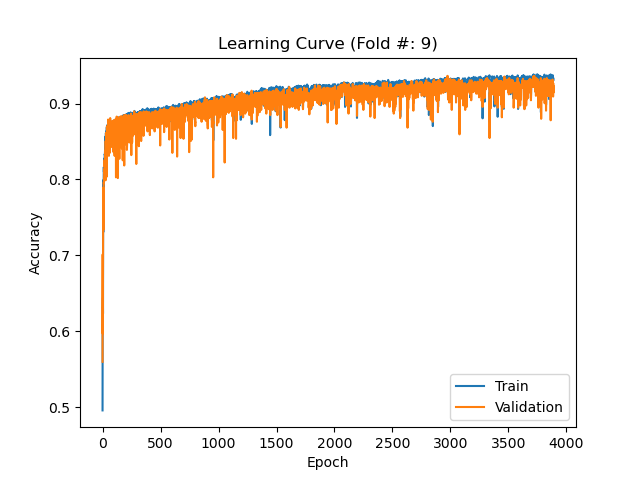 Learning Curve (Fold #: 9)
Accuracy
0.9
0.8
0.7
0.6
0.5
0 500 1000 1500 2000 2500 3000 3500 4000
Epoch
Train
Validation